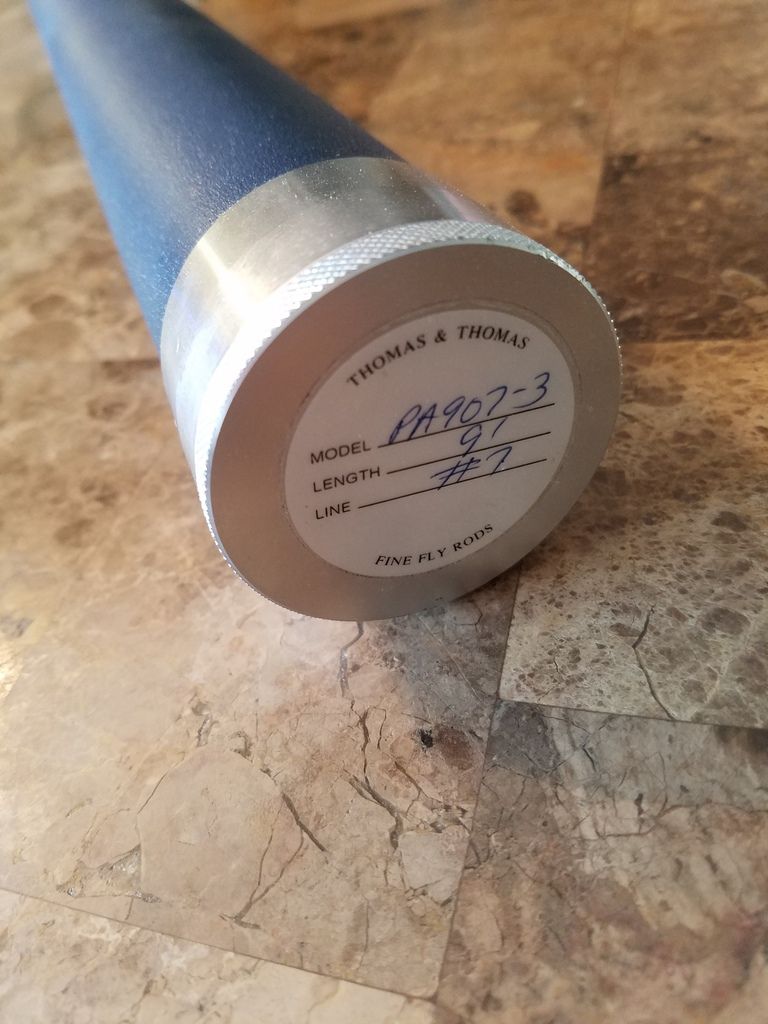 THOMAS & THOMAS
MODEL PA907-3
LENGTH 9'
LINE #7
FINE FLY RODS